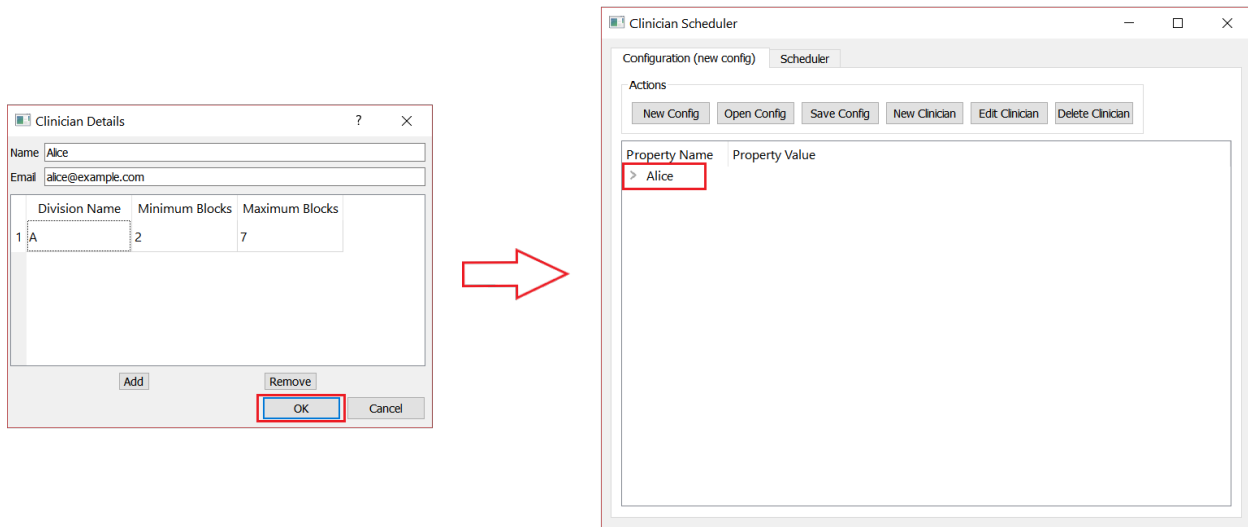 Clinician Details
Name Alice
Email alice@example.com
Division Name Minimum Blocks Maximum Blocks
1 A 2 7
Add Remove
OK Cancel
Clinician Scheduler
Configuration (new config) Scheduler
Actions
New Config Open Config Save Config New Clinician Edit Clinician Delete Clinician
Property Name Property Value
Alice